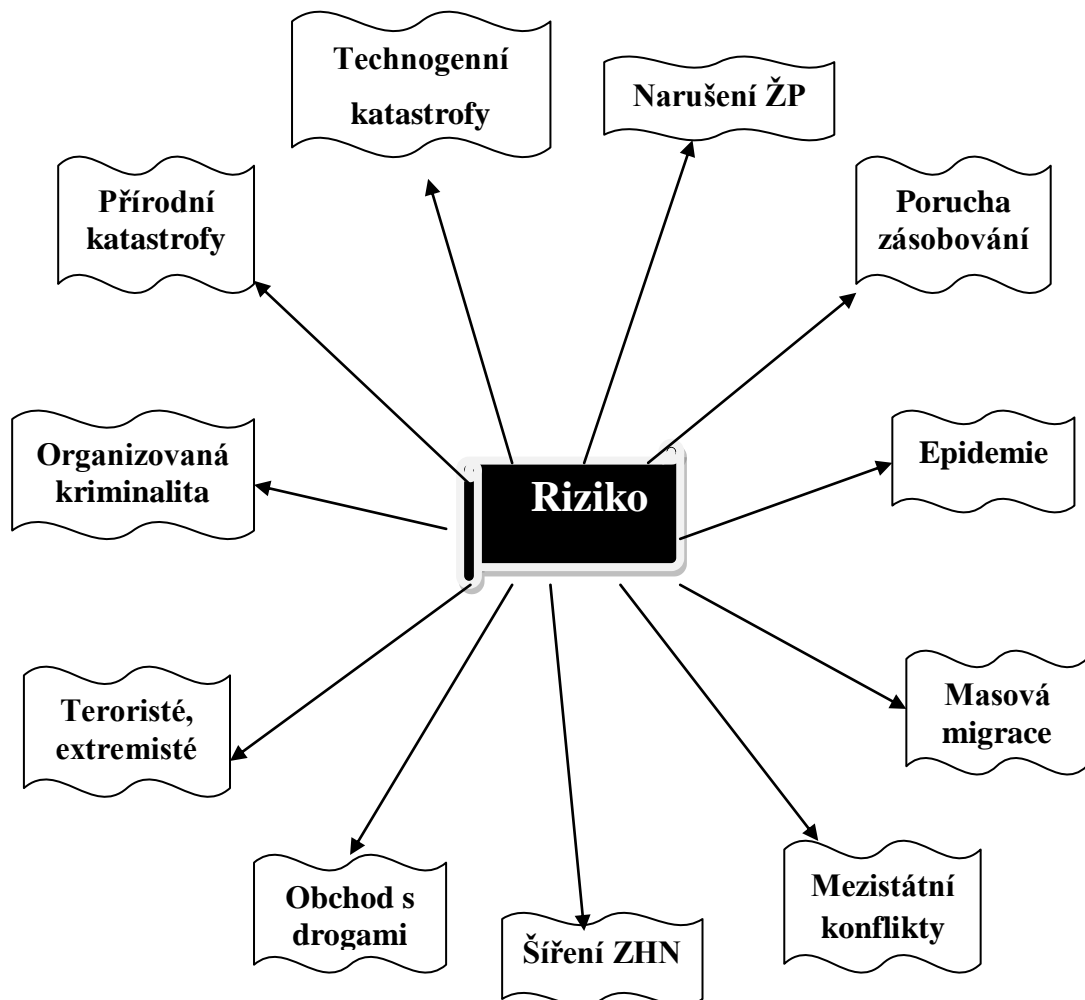 Technogenní
katastrofy
Narušení ŽP
Přírodní
katastrofy
Porucha
zásobování
Organizovaná
kriminalita
Riziko
Epidemie
Teroristé,
extremisté
Masová
migrace
Obchod s
drogami
Šíření ZHN
Mezistátní
konflikty